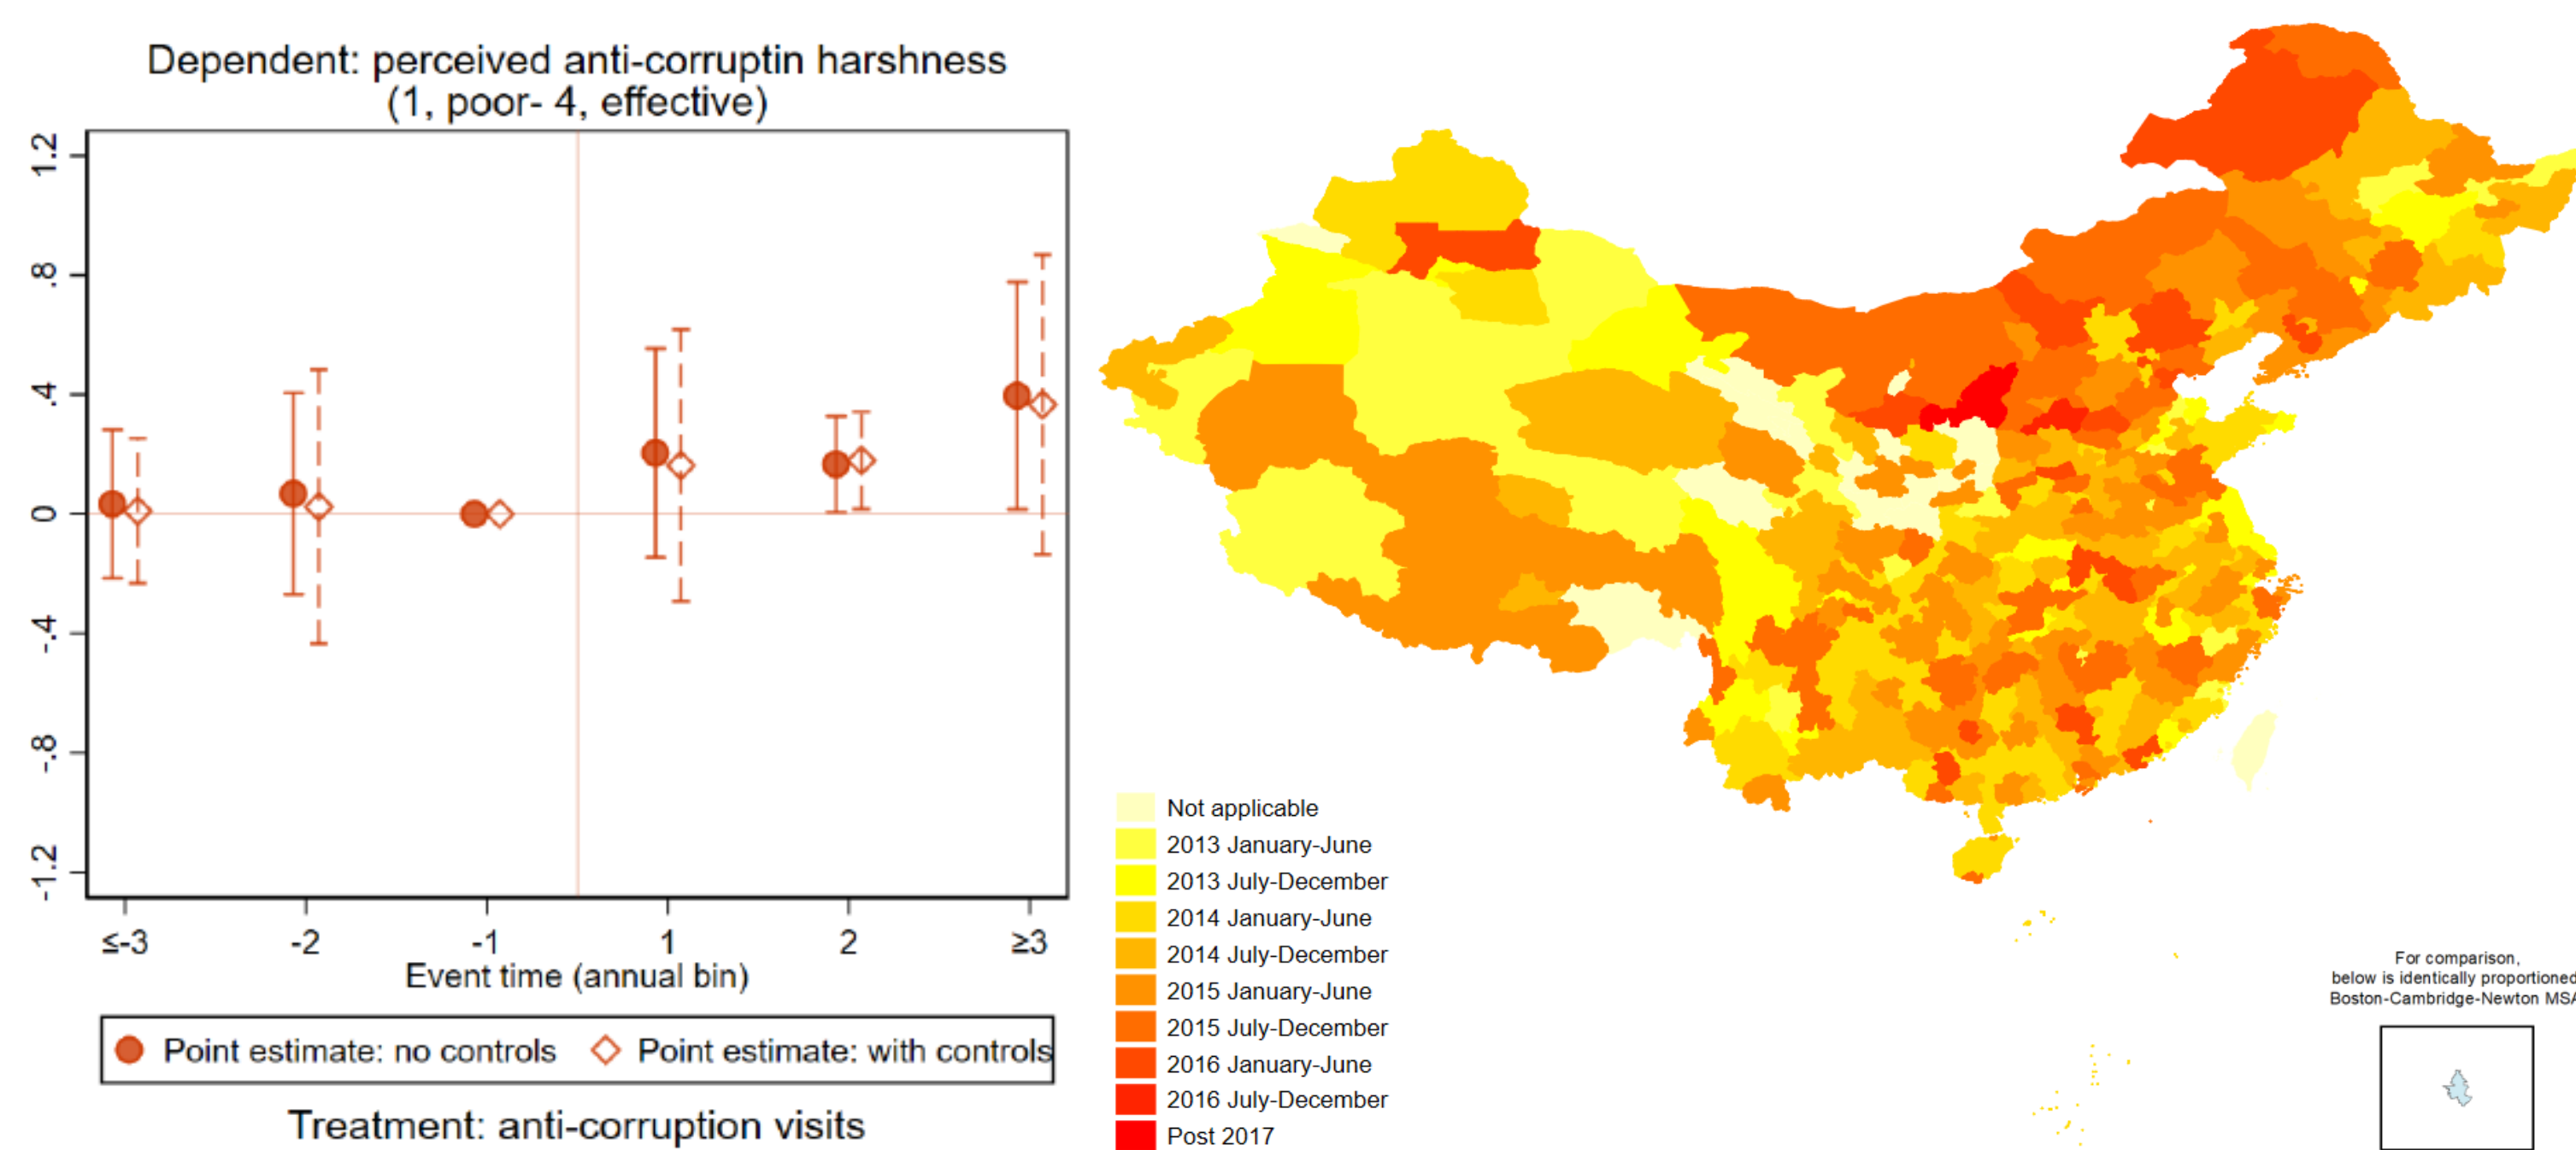 Dependent: perceived anti-corruptin harshness
(1, poor- 4, effective)
1.2
.8
.4
0
-.4
-.8
-1.2
≤-3
-2
-1
1
2
≥3
Event time (annual bin)
Point estimate: no controls
Point estimate: with controls
Treatment: anti-corruption visits
Not applicable
2013 January-June
2013 July-December
2014 January-June
2014 July-December
2015 January-June
2015 July-December
2016 January-June
2016 July-December
Post 2017
For comparison,
below is identically proportioned
Boston-Cambridge-Newton MSA